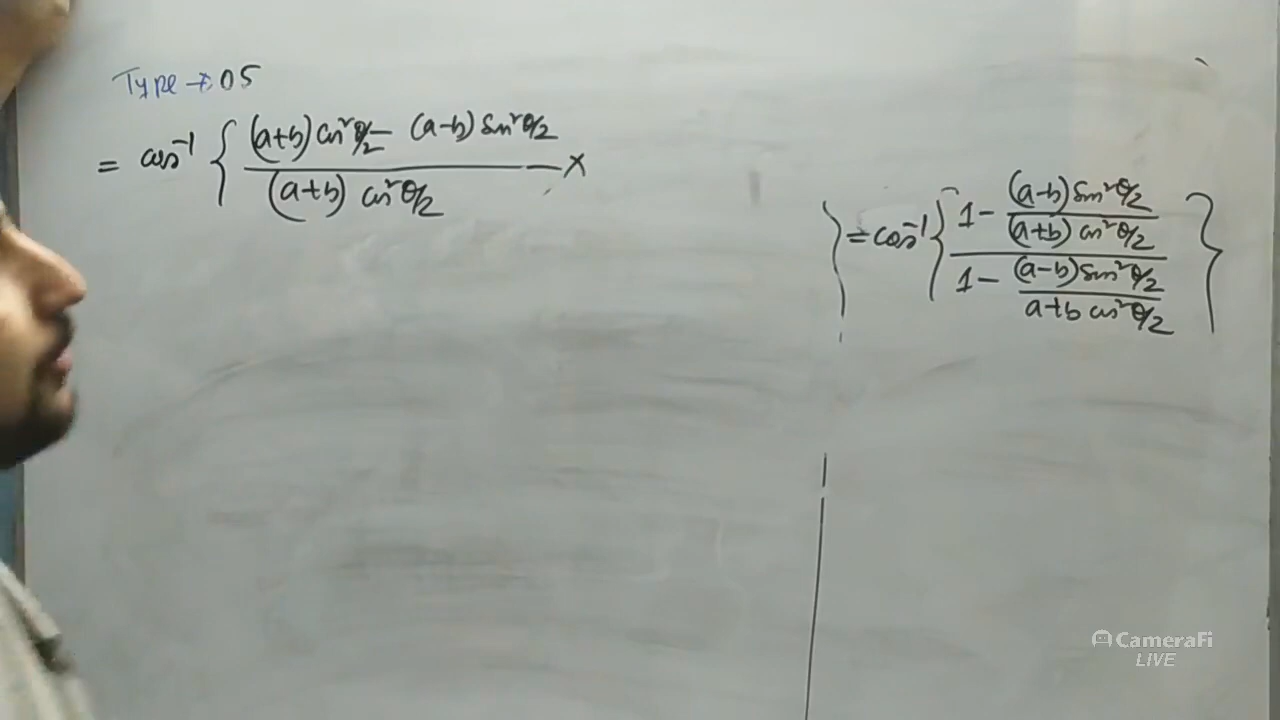 Type → 05
= cos⁻¹ { (a+b) cos²θ/2 − (a-b) sin²θ/2
(a+b) cos²θ/2
×
} = cos⁻¹ { 1 - (a-b) sin²θ/2
(a+b) cos²θ/2
1 - (a-b) sin²θ/2
a+b cos²θ/2 }
CameraFi
LIVE